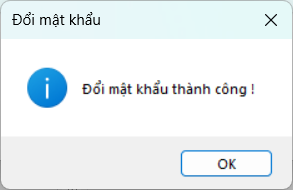 Đổi mật khẩu
Đổi mật khẩu thành công !
OK